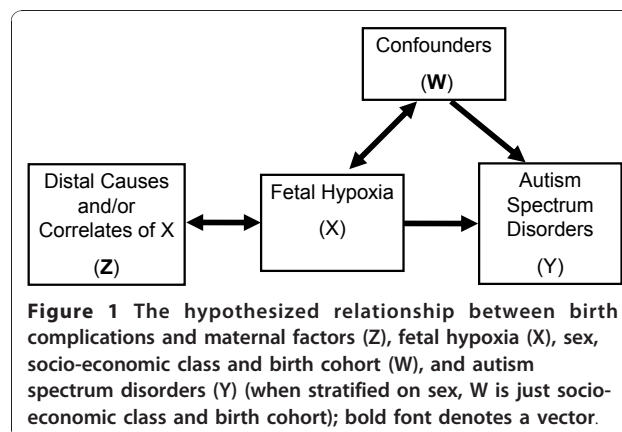 Confounders
(W)
Distal Causes
and/or
Correlates of X
(Z)
Fetal Hypoxia
(X)
Autism
Spectrum
Disorders
(Y)
Figure 1 The hypothesized relationship between birth
complications and maternal factors (Z), fetal hypoxia (X), sex,
socio-economic class and birth cohort (W), and autism
spectrum disorders (Y) (when stratified on sex, W is just socio-
economic class and birth cohort); bold font denotes a vector.